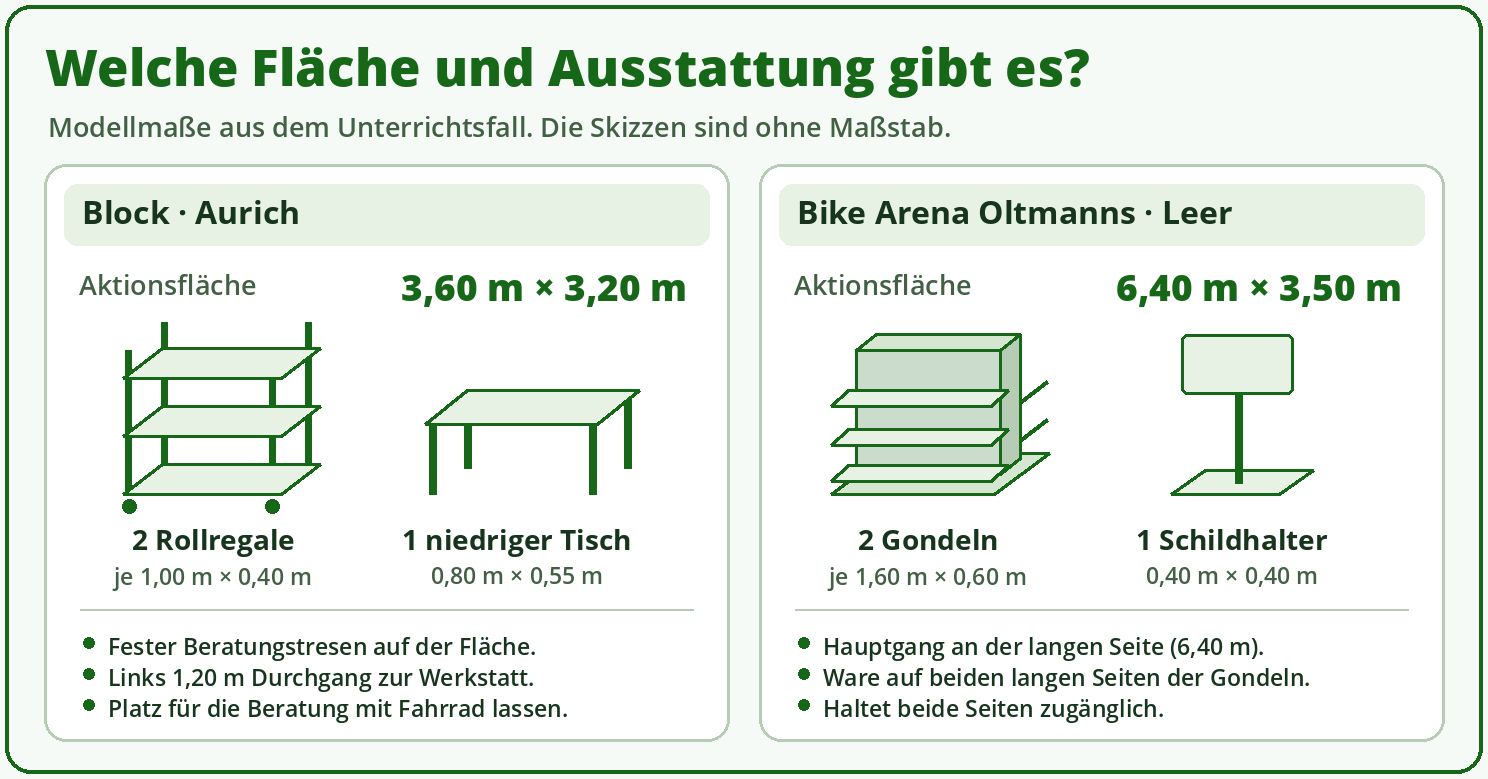 Welche Fläche und Ausstattung gibt es?
Modellmaße aus dem Unterrichtsfall. Die Skizzen sind ohne Maßstab.
Block · Aurich
Aktionsfläche 3,60 m × 3,20 m
2 Rollregale
je 1,00 m × 0,40 m
1 niedriger Tisch
0,80 m × 0,55 m
Fester Beratungstresen auf der Fläche.
Links 1,20 m Durchgang zur Werkstatt.
Platz für die Beratung mit Fahrrad lassen.
Bike Arena Oltmanns · Leer
Aktionsfläche 6,40 m × 3,50 m
2 Gondeln
je 1,60 m × 0,60 m
1 Schildhalter
0,40 m × 0,40 m
Hauptgang an der langen Seite (6,40 m).
Ware auf beiden langen Seiten der Gondeln.
Haltet beide Seiten zugänglich.